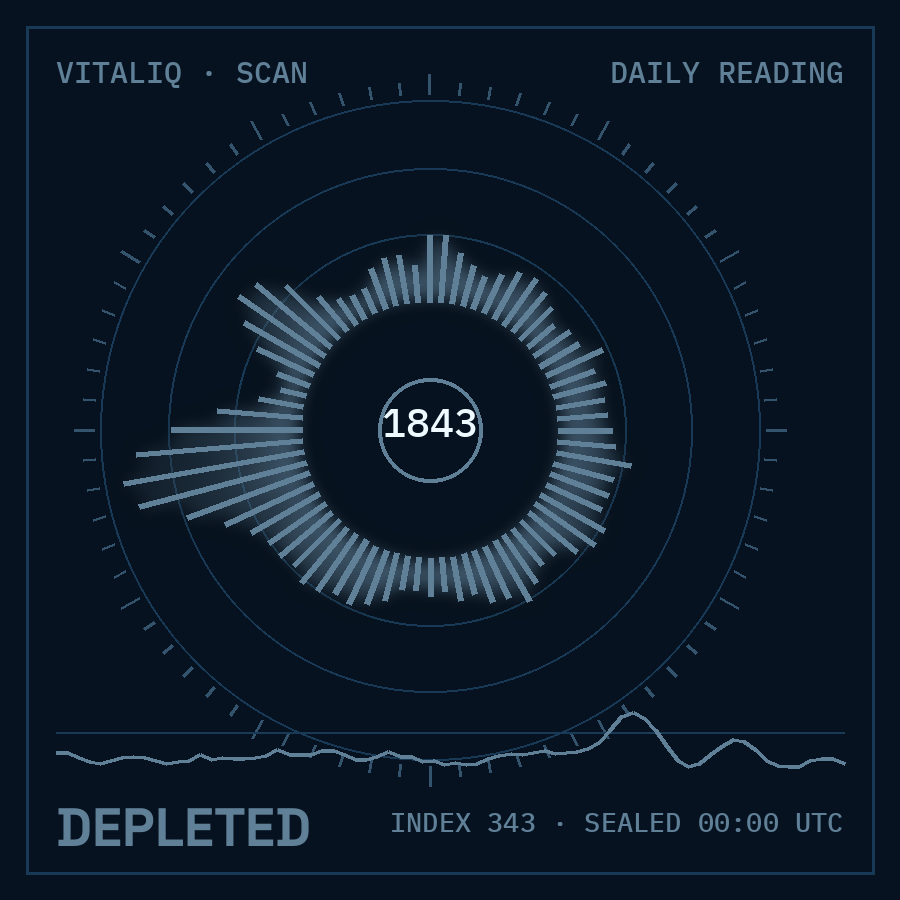 VITALIQ · SCAN
DAILY READING
1843
DEPLETED
INDEX 343 · SEALED 00:00 UTC